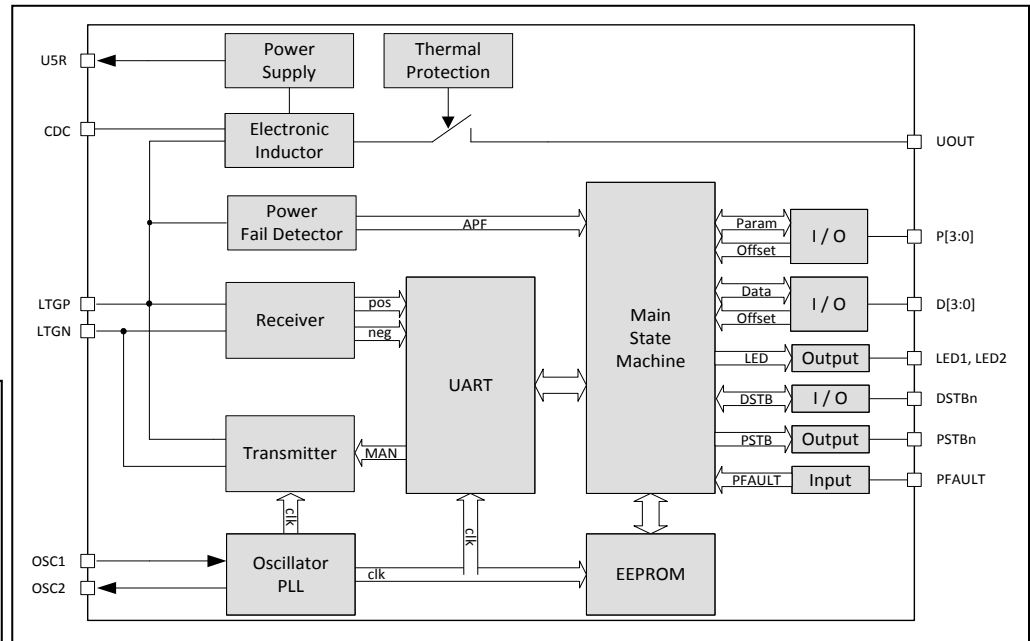 U5R
Power
Supply
Thermal
Protection
CDC
Electronic
Inductor
UOUT
Power
Fail Detector
APF
Param
Offset
I / O
P[3:0]
LTGP
LTGN
Receiver
pos
neg
UART
Main
State
Machine
Data
Offset
I / O
D[3:0]
LED
Output
LED1, LED2
DSTB
I / O
DSTBn
Transmitter
MAN
PSTB
Output
PSTBn
PFAULT
Input
PFAULT
clk
clk
OSC1
OSC2
Oscillator
PLL
clk
EEPROM